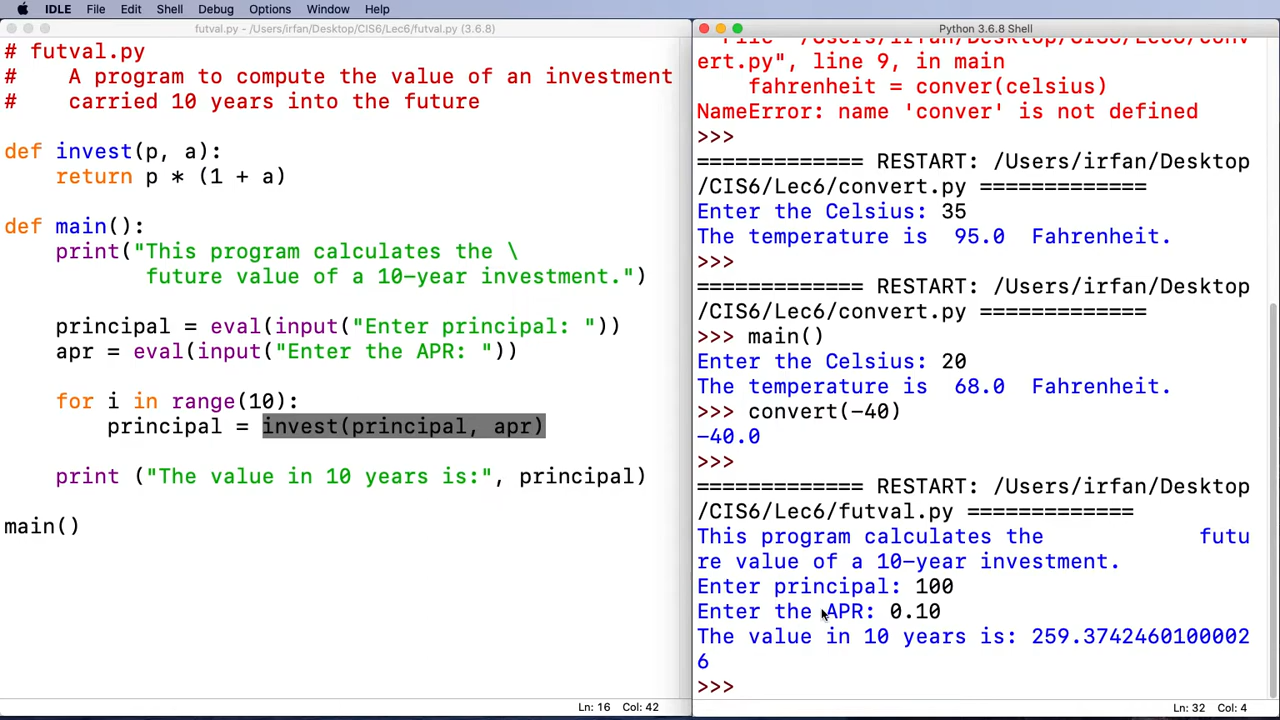 IDLE File Edit Shell Debug Options Window Help
futval.py - /Users/irfan/Desktop/CIS6/Lec6/futval.py (3.6.8)
# futval.py
#    A program to compute the value of an investment
#    carried 10 years into the future
def invest(p, a):
    return p * (1 + a)
def main():
    print("This program calculates the \
           future value of a 10-year investment.")
    principal = eval(input("Enter principal: "))
    apr = eval(input("Enter the APR: "))
    for i in range(10):
        principal = invest(principal, apr)
    print ("The value in 10 years is:", principal)
main()
Ln: 16 Col: 42
Python 3.6.8 Shell
File "/Users/irfan/Desktop/CIS6/Lec6/conv
ert.py", line 9, in main
    fahrenheit = conver(celsius)
NameError: name 'conver' is not defined
>>>
============= RESTART: /Users/irfan/Desktop
/CIS6/Lec6/convert.py =============
Enter the Celsius: 35
The temperature is  95.0  Fahrenheit.
>>>
============= RESTART: /Users/irfan/Desktop
/CIS6/Lec6/convert.py =============
>>> main()
Enter the Celsius: 20
The temperature is  68.0  Fahrenheit.
>>> convert(-40)
-40.0
>>>
============= RESTART: /Users/irfan/Desktop
/CIS6/Lec6/futval.py =============
This program calculates the            futu
re value of a 10-year investment.
Enter principal: 100
Enter the APR: 0.10
The value in 10 years is: 259.3742460100002
6
>>>
Ln: 32 Col: 4